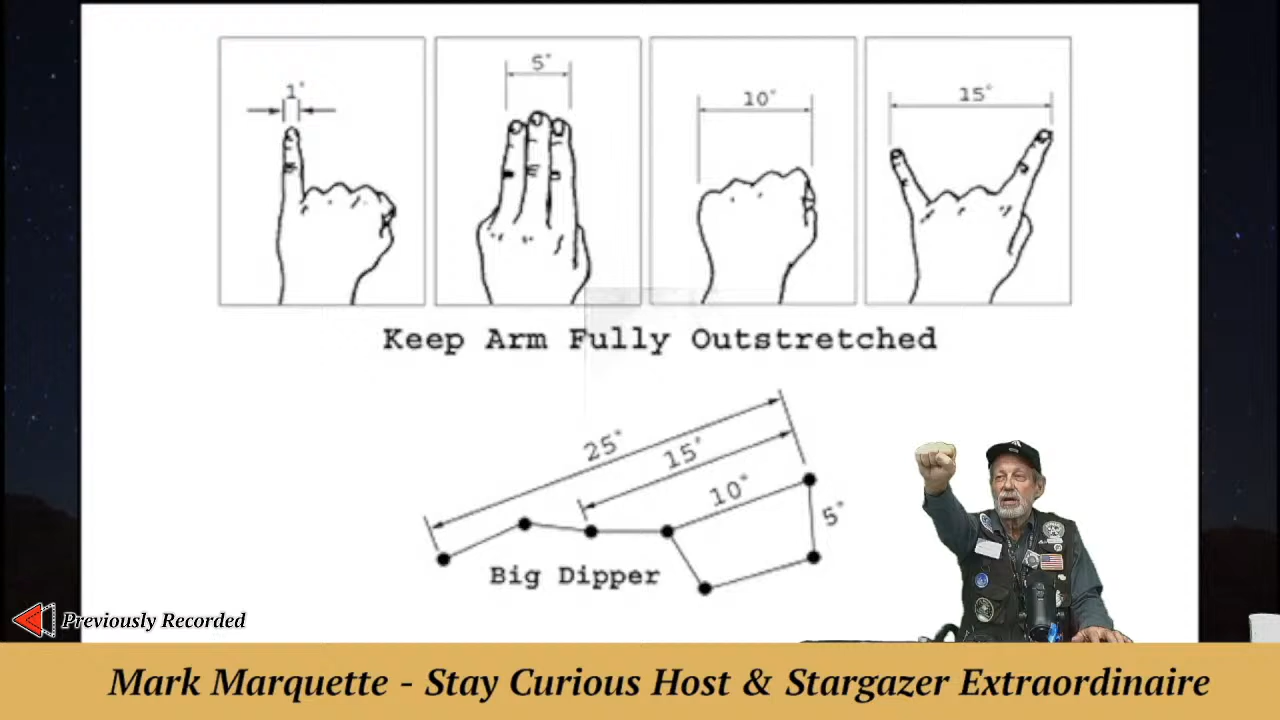 1°
5°
10°
15°
Keep Arm Fully Outstretched
25°
15°
10°
5°
Big Dipper
Previously Recorded
Mark Marquette - Stay Curious Host & Stargazer Extraordinaire